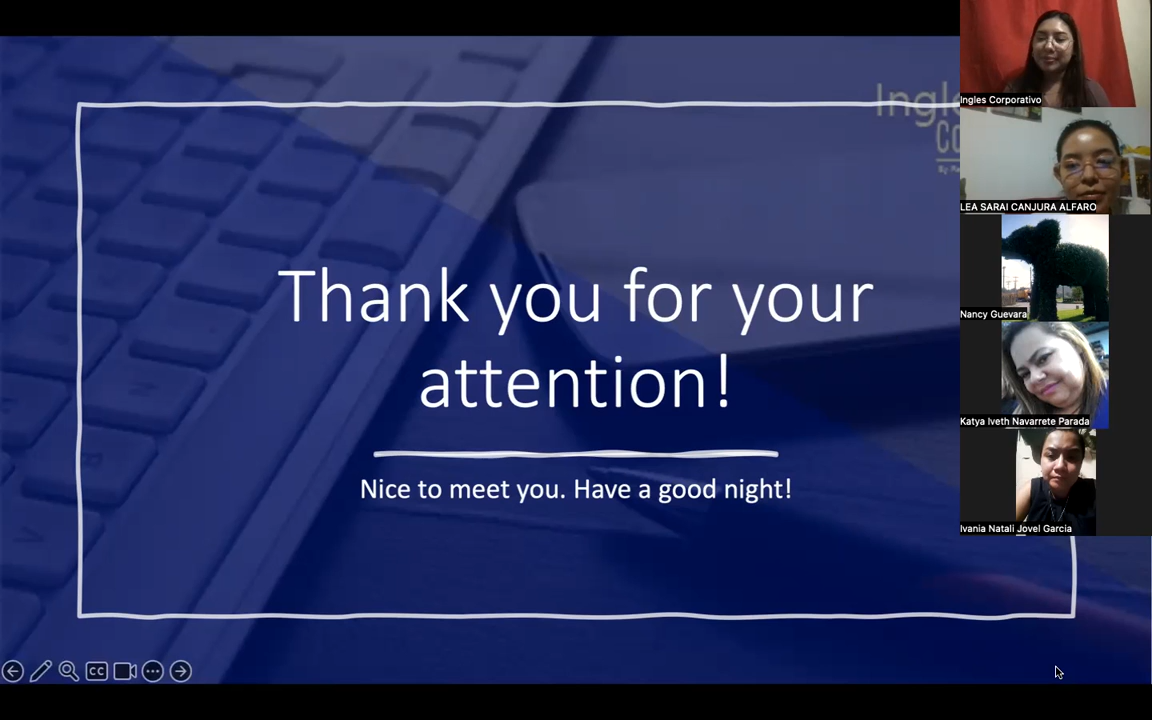 Ingles Corporativo
LEA SARAI CANJURA ALFARO
Nancy Guevara
Katya Iveth Navarrete Parada
Ivania Natali Jovel Garcia
Thank you for your
attention!
Nice to meet you. Have a good night!
CC